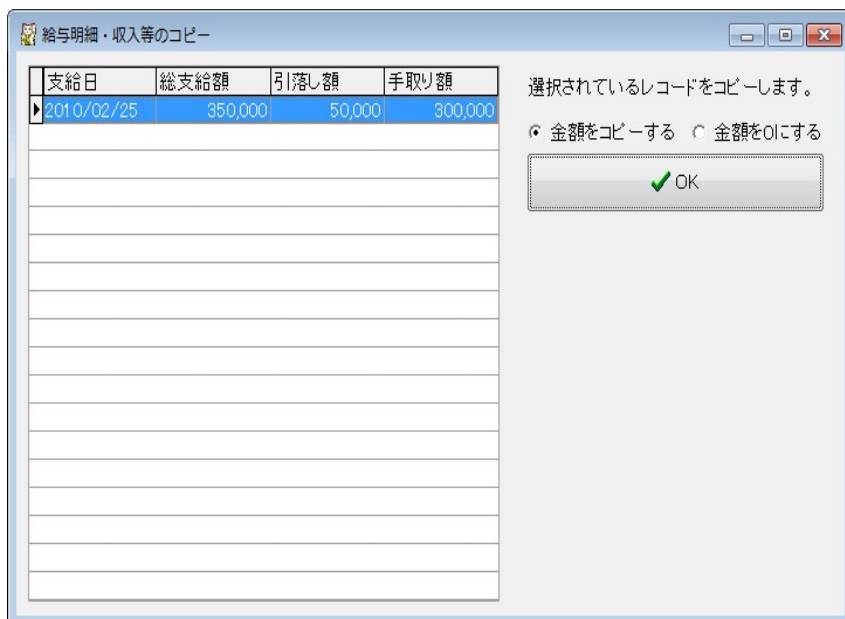 給与明細・収入等のコピー
支給日 総支給額 引落し額 手取り額
2010/02/25 350,000 50,000 300,000
選択されているレコードをコピーします。
金額をコピーする 金額を0にする
OK